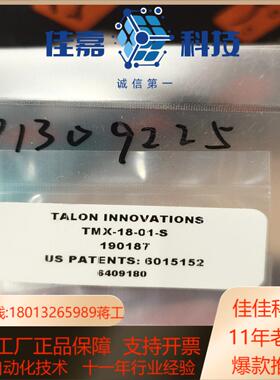 佳嘉 科技
诚信第一
1309225
TALON INNOVATIONS
TMX-18-01-S
190187
US PATENTS: 6015152
6409180
线:18013265989蒋工
工厂正品保障 支持开票
自动化技术 十一年行业经验
佳佳科
11年老
爆款批